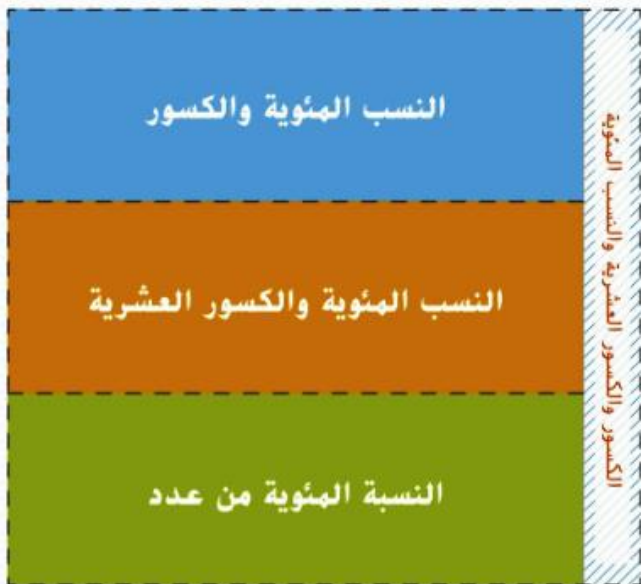 النسب المئوية والكسور
النسب المئوية والكسور العشرية
النسبة المئوية من عدد
الكسور والكسور العشرية والنسب المئوية